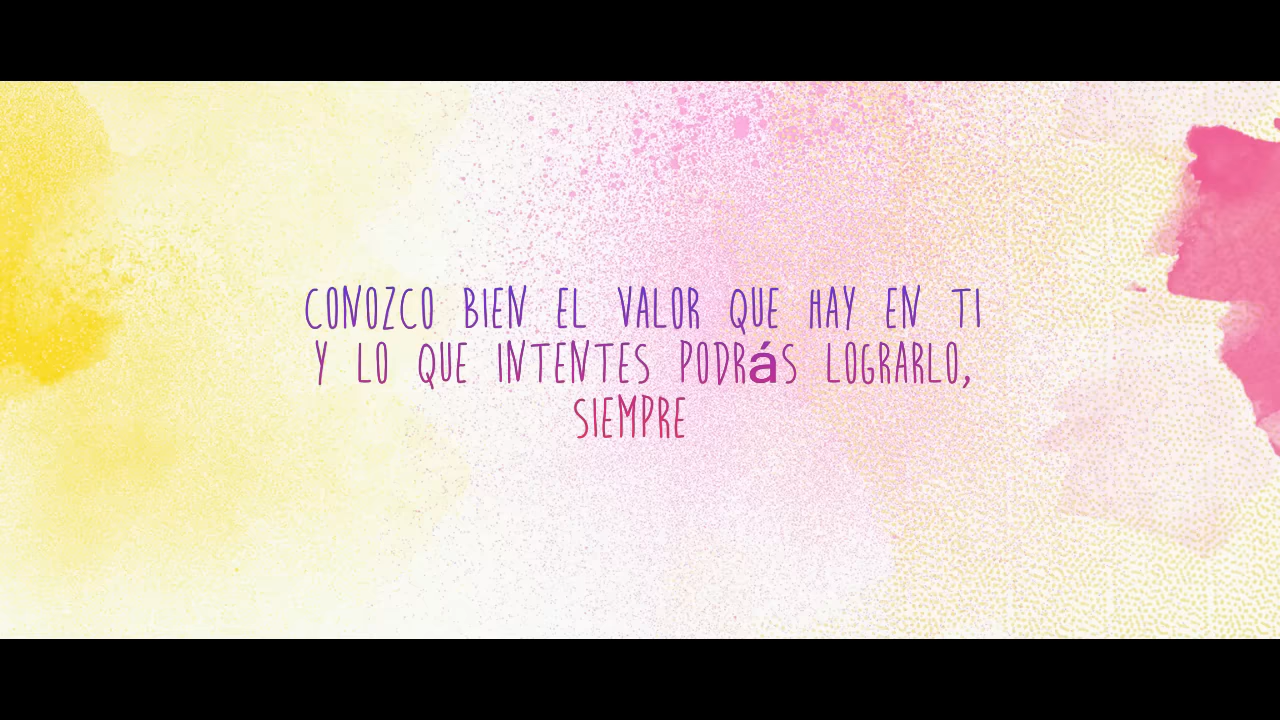 CONOZCO BIEN EL VALOR QUE HAY EN TI
Y LO QUE INTENTES PODRáS LOGRARLO,
SIEMPRE